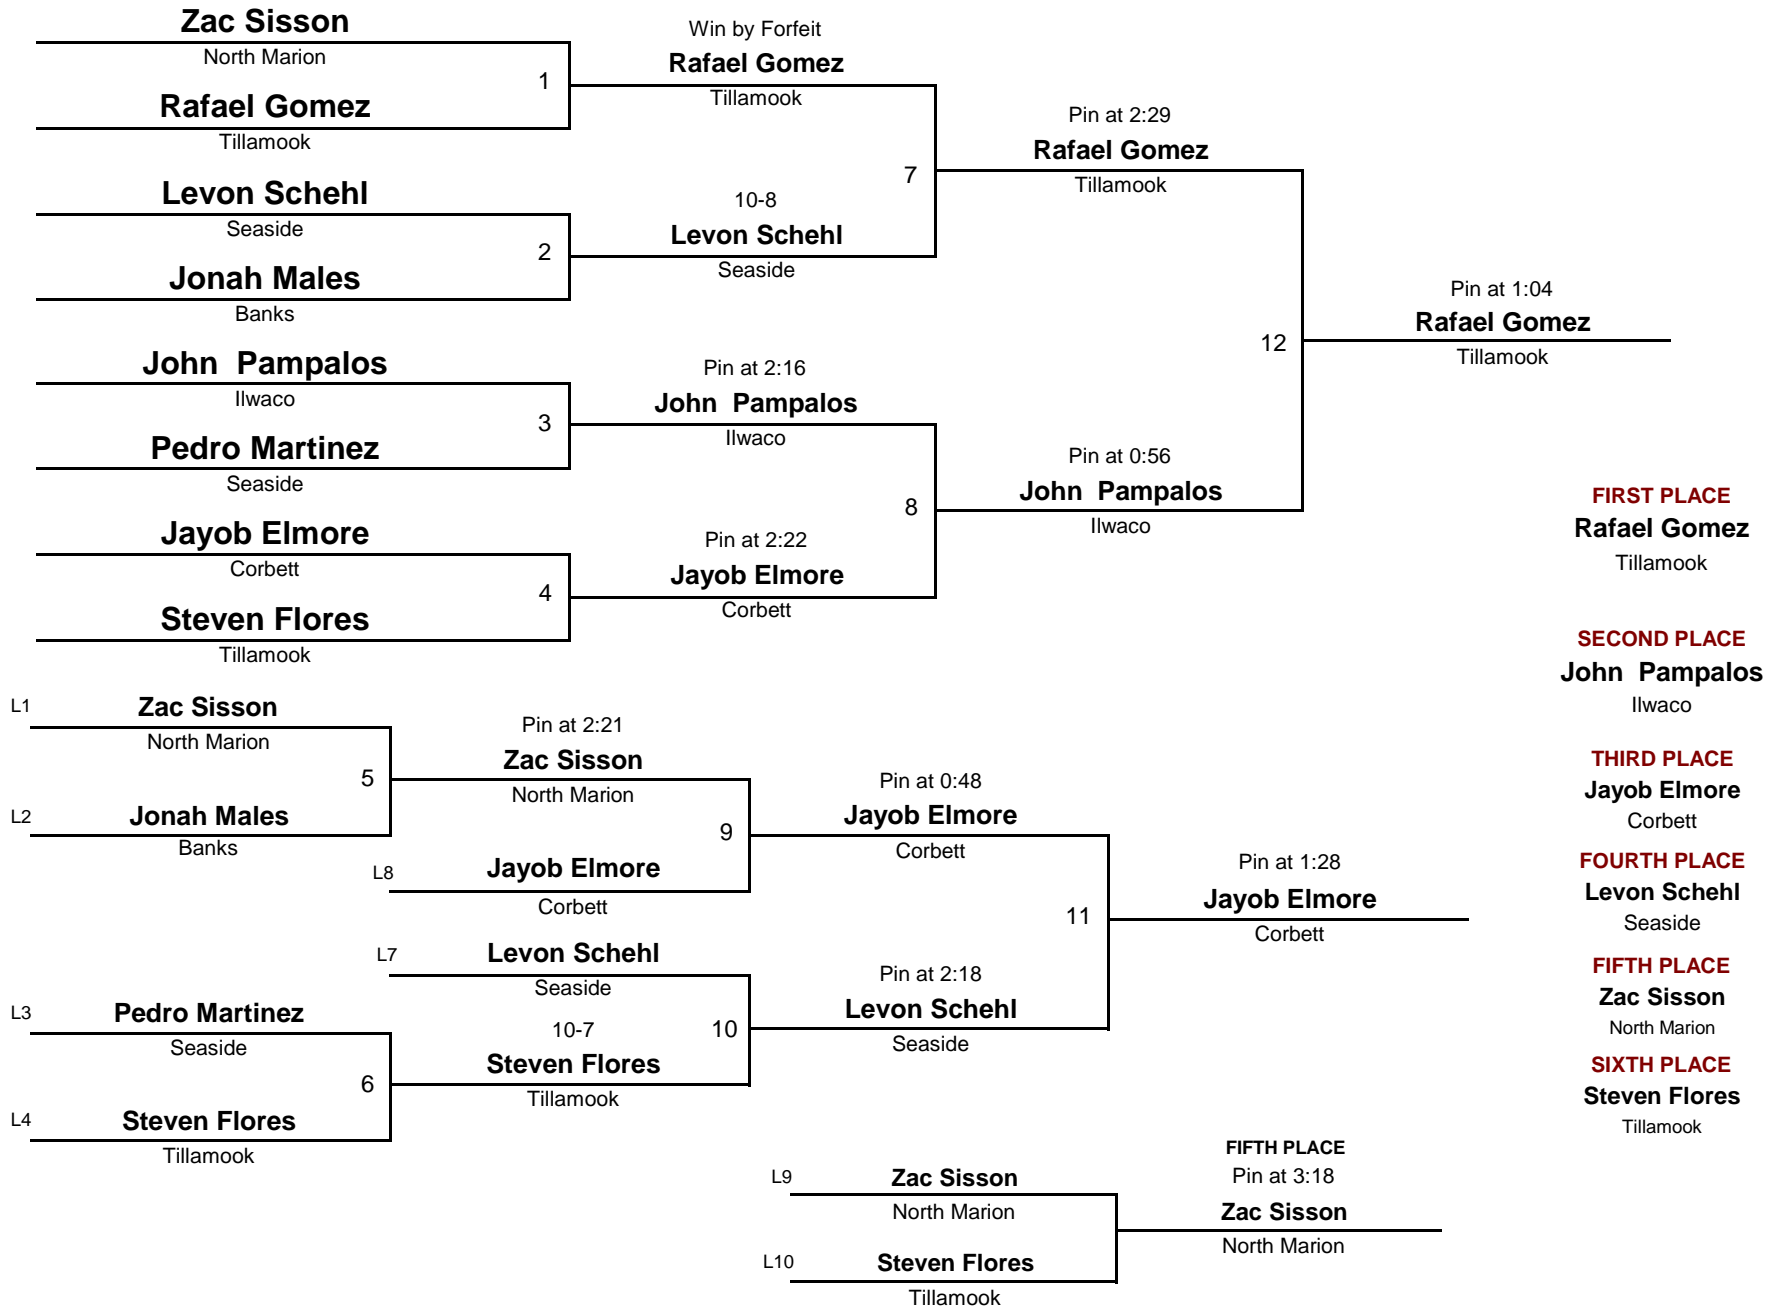 Zac Sisson
North Marion
1
Rafael Gomez
Tillamook
Levon Schehl
Seaside
2
Jonah Males
Banks
John  Pampalos
Ilwaco
3
Pedro Martinez
Seaside
Jayob Elmore
Corbett
4
Steven Flores
Tillamook
Win by Forfeit
Rafael Gomez
Tillamook
7
10-8
Levon Schehl
Seaside
Pin at 2:16
John  Pampalos
Ilwaco
8
Pin at 2:22
Jayob Elmore
Corbett
Pin at 2:29
Rafael Gomez
Tillamook
12
Pin at 0:56
John  Pampalos
Ilwaco
Pin at 1:04
Rafael Gomez
Tillamook
L1
Zac Sisson
North Marion
5
L2
Jonah Males
Banks
L3
Pedro Martinez
Seaside
6
L4
Steven Flores
Tillamook
Pin at 2:21
Zac Sisson
North Marion
9
L8
Jayob Elmore
Corbett
L7
Levon Schehl
Seaside
10-7
10
Steven Flores
Tillamook
Pin at 0:48
Jayob Elmore
Corbett
11
Pin at 2:18
Levon Schehl
Seaside
Pin at 1:28
Jayob Elmore
Corbett
L9
Zac Sisson
North Marion
L10
Steven Flores
Tillamook
FIFTH PLACE
Pin at 3:18
Zac Sisson
North Marion
FIRST PLACE
Rafael Gomez
Tillamook
SECOND PLACE
John  Pampalos
Ilwaco
THIRD PLACE
Jayob Elmore
Corbett
FOURTH PLACE
Levon Schehl
Seaside
FIFTH PLACE
Zac Sisson
North Marion
SIXTH PLACE
Steven Flores
Tillamook